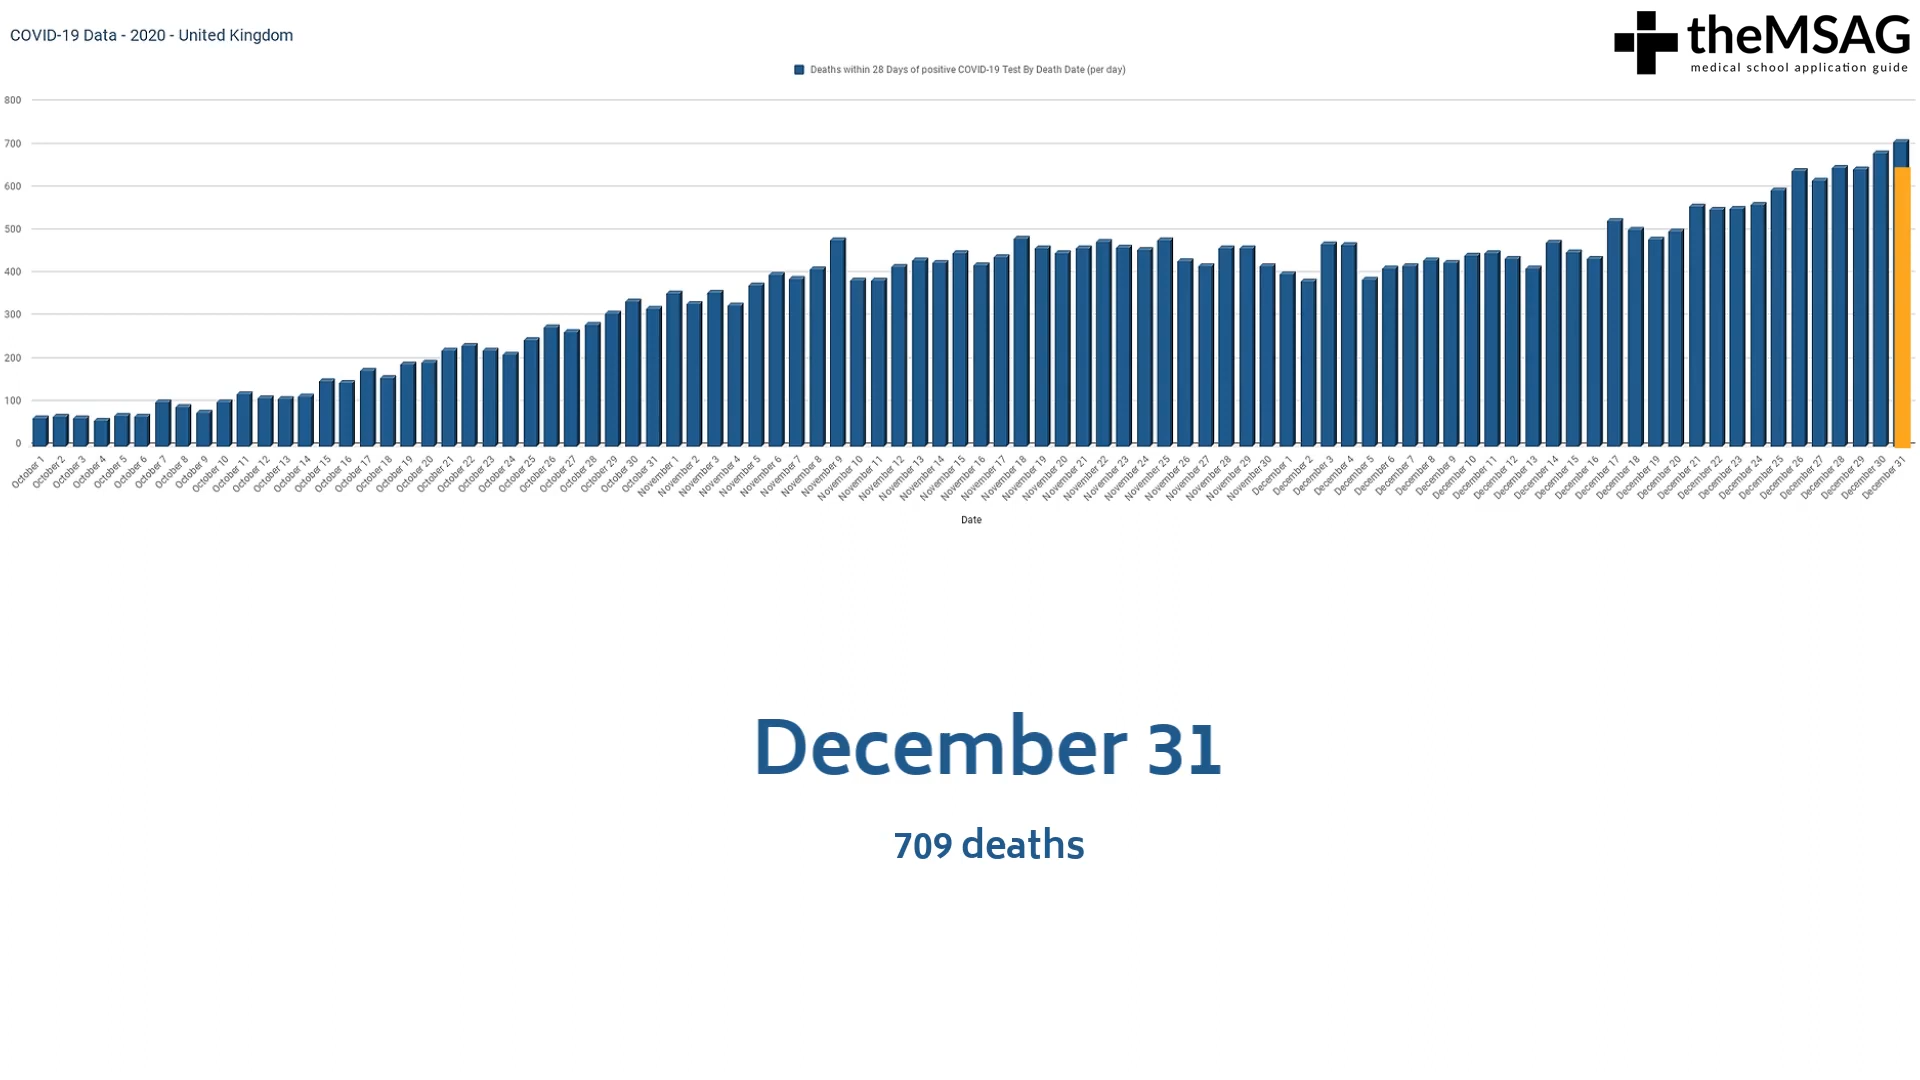 COVID-19 Data - 2020 - United Kingdom
theMSAG
medical school application guide
Deaths within 28 Days of positive COVID-19 Test By Death Date (per day)
800
700
600
500
400
300
200
100
0
October 1
October 2
October 3
October 4
October 5
October 6
October 7
October 8
October 9
October 10
October 11
October 12
October 13
October 14
October 15
October 16
October 17
October 18
October 19
October 20
October 21
October 22
October 23
October 24
October 25
October 26
October 27
October 28
October 29
October 30
October 31
November 1
November 2
November 3
November 4
November 5
November 6
November 7
November 8
November 9
November 10
November 11
November 12
November 13
November 14
November 15
November 16
November 17
November 18
November 19
November 20
November 21
November 22
November 23
November 24
November 25
November 26
November 27
November 28
November 29
November 30
December 1
December 2
December 3
December 4
December 5
December 6
December 7
December 8
December 9
December 10
December 11
December 12
December 13
December 14
December 15
December 16
December 17
December 18
December 19
December 20
December 21
December 22
December 23
December 24
December 25
December 26
December 27
December 28
December 29
December 30
December 31
Date
December 31
709 deaths